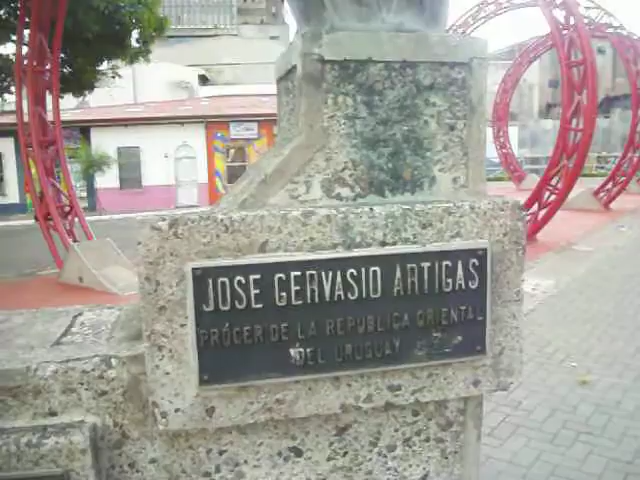 JOSE GERVASIO ARTIGAS
PRÓCER DE LA REPUBLICA ORIENTAL
DEL URUGUAY